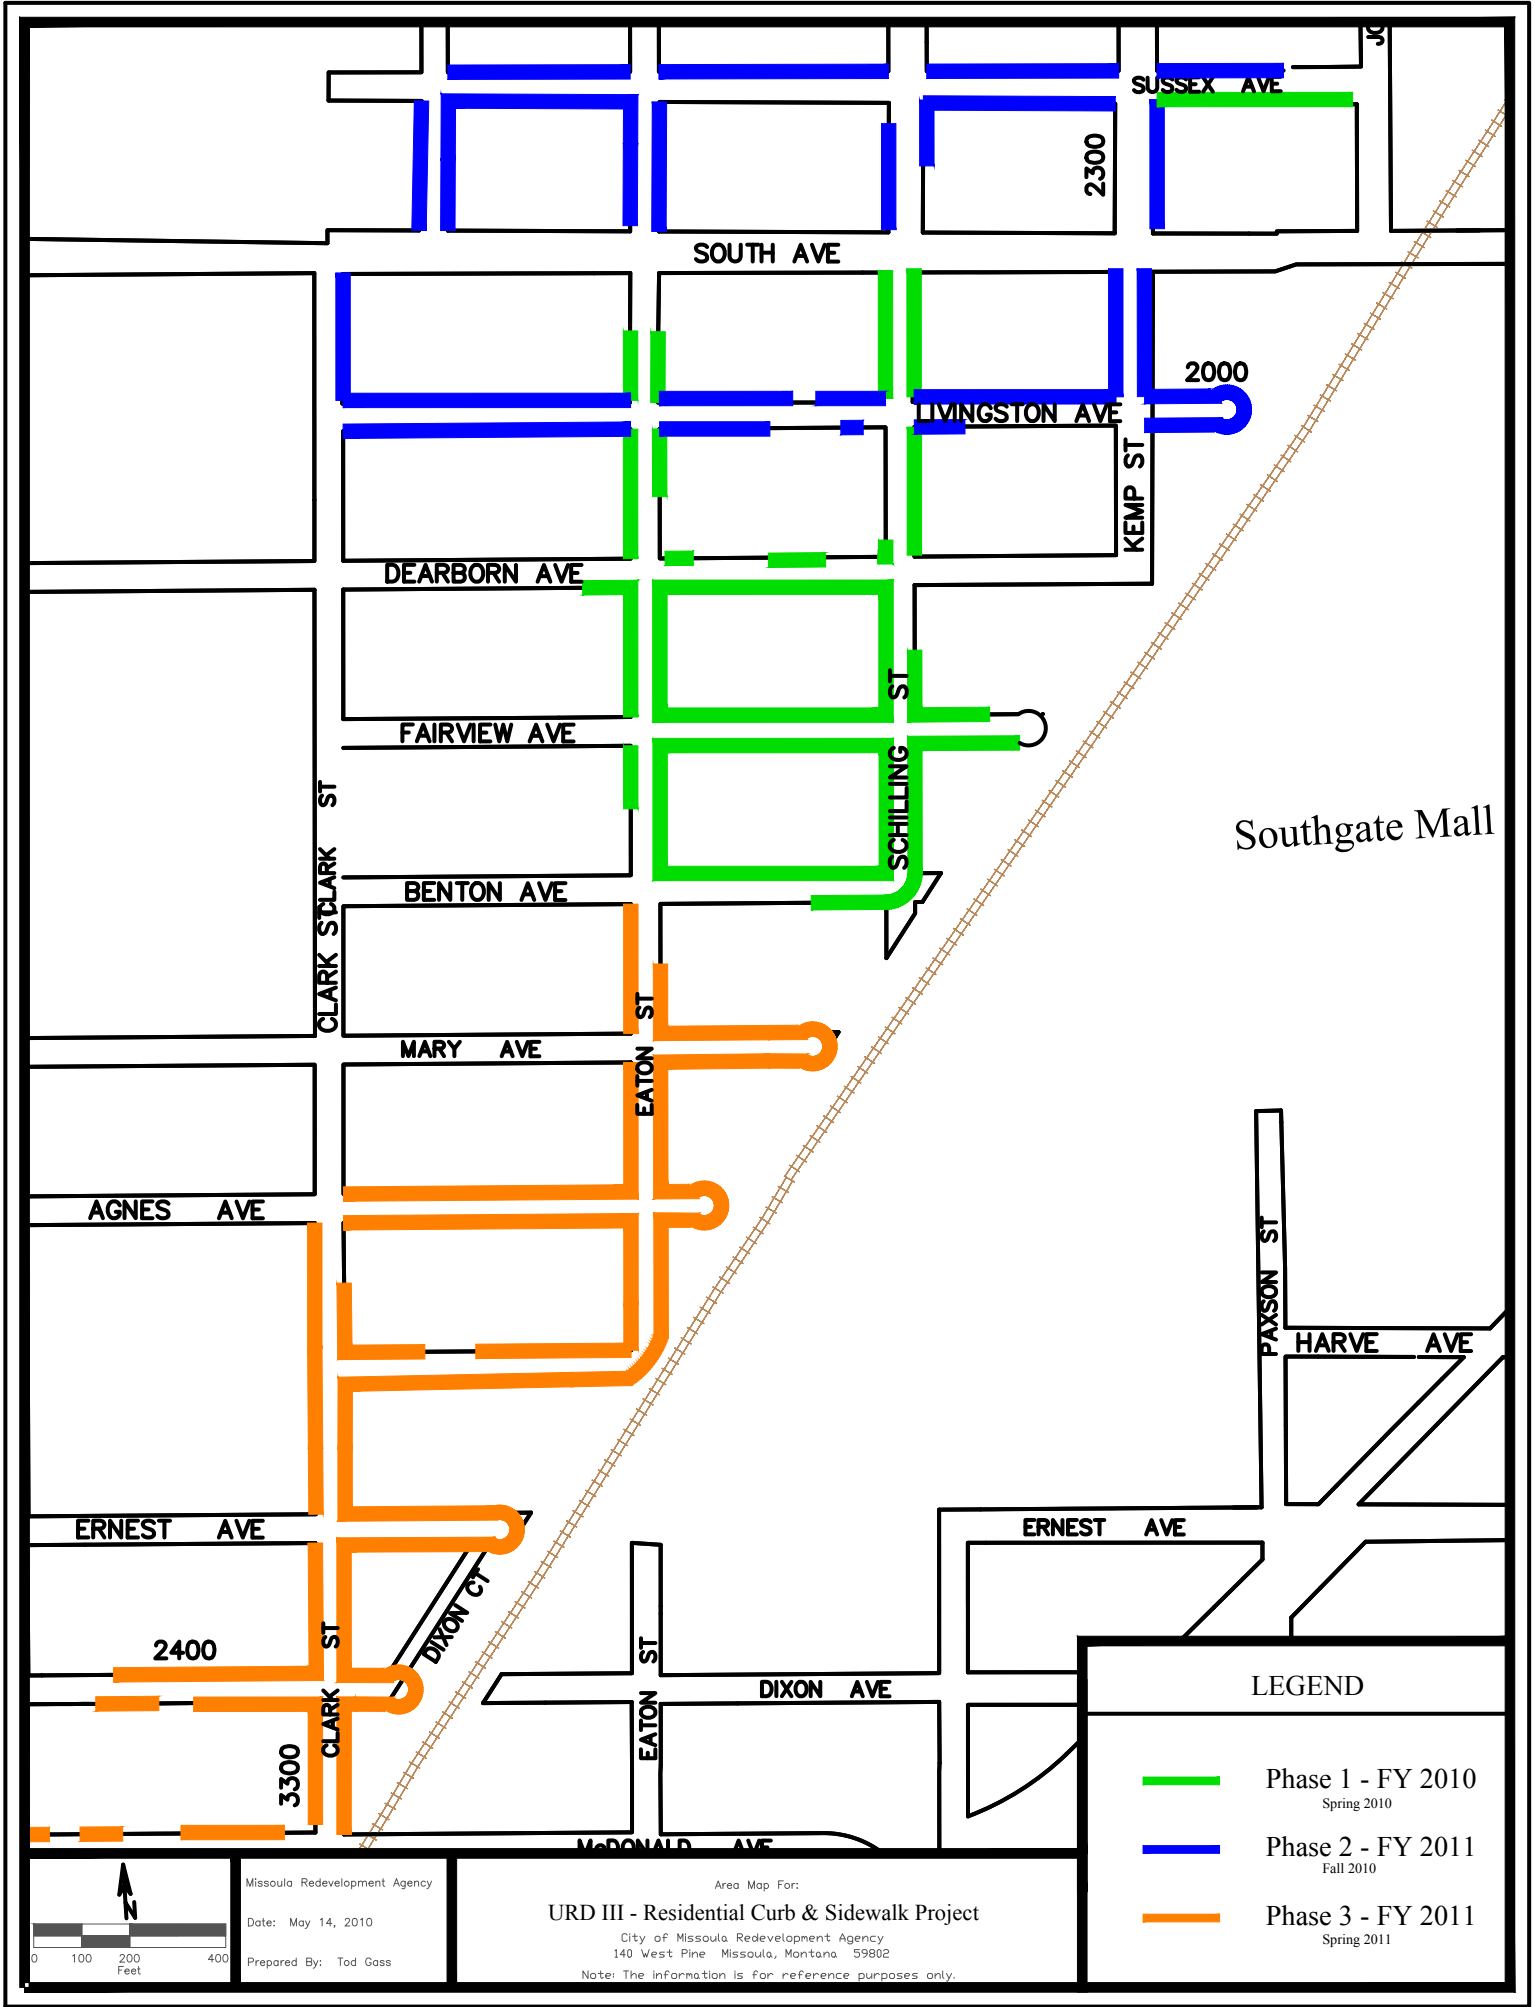 JO
SUSSEX AVE
2300
SOUTH AVE
2000
LIVINGSTON AVE
KEMP ST
DEARBORN AVE
SCHILLING ST
FAIRVIEW AVE
CLARK ST
Southgate Mall
BENTON AVE
CLARK ST
EATON ST
MARY AVE
AGNES AVE
PAXSON ST
HARVE AVE
ERNEST AVE
ERNEST AVE
DIXON CT
2400
CLARK ST
EATON ST
DIXON AVE
3300
McDONALD AVE
LEGEND
Phase 1 - FY 2010
Spring 2010
Phase 2 - FY 2011
Fall 2010
Phase 3 - FY 2011
Spring 2011
N
0 100 200 400
Feet
Missoula Redevelopment Agency
Date: May 14, 2010
Prepared By: Tod Gass
Area Map For:
URD III - Residential Curb & Sidewalk Project
City of Missoula Redevelopment Agency
140 West Pine Missoula, Montana 59802
Note: The information is for reference purposes only.